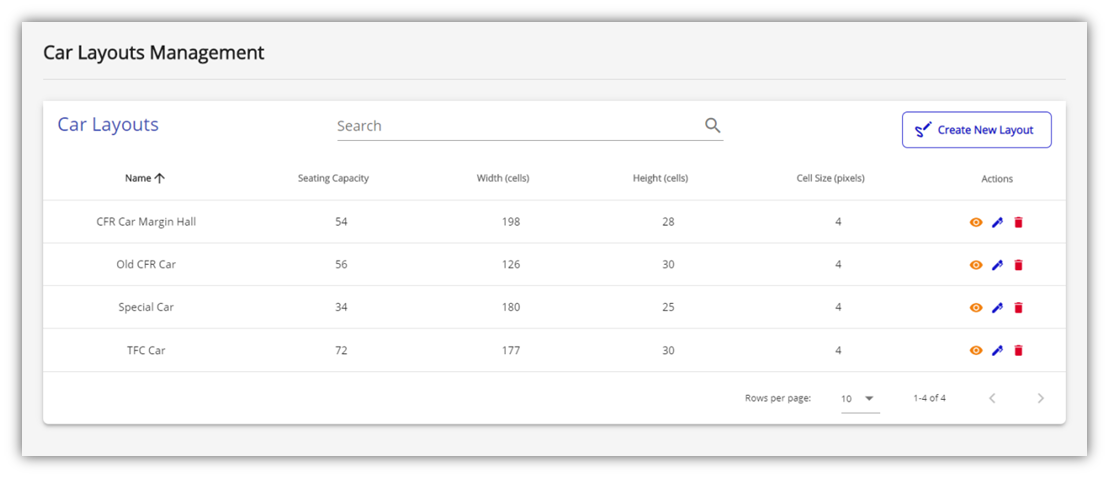 Car Layouts Management
Car Layouts
Search
Create New Layout
Name Seating Capacity Width (cells) Height (cells) Cell Size (pixels) Actions
CFR Car Margin Hall 54 198 28 4
Old CFR Car 56 126 30 4
Special Car 34 180 25 4
TFC Car 72 177 30 4
Rows per page: 10 1-4 of 4